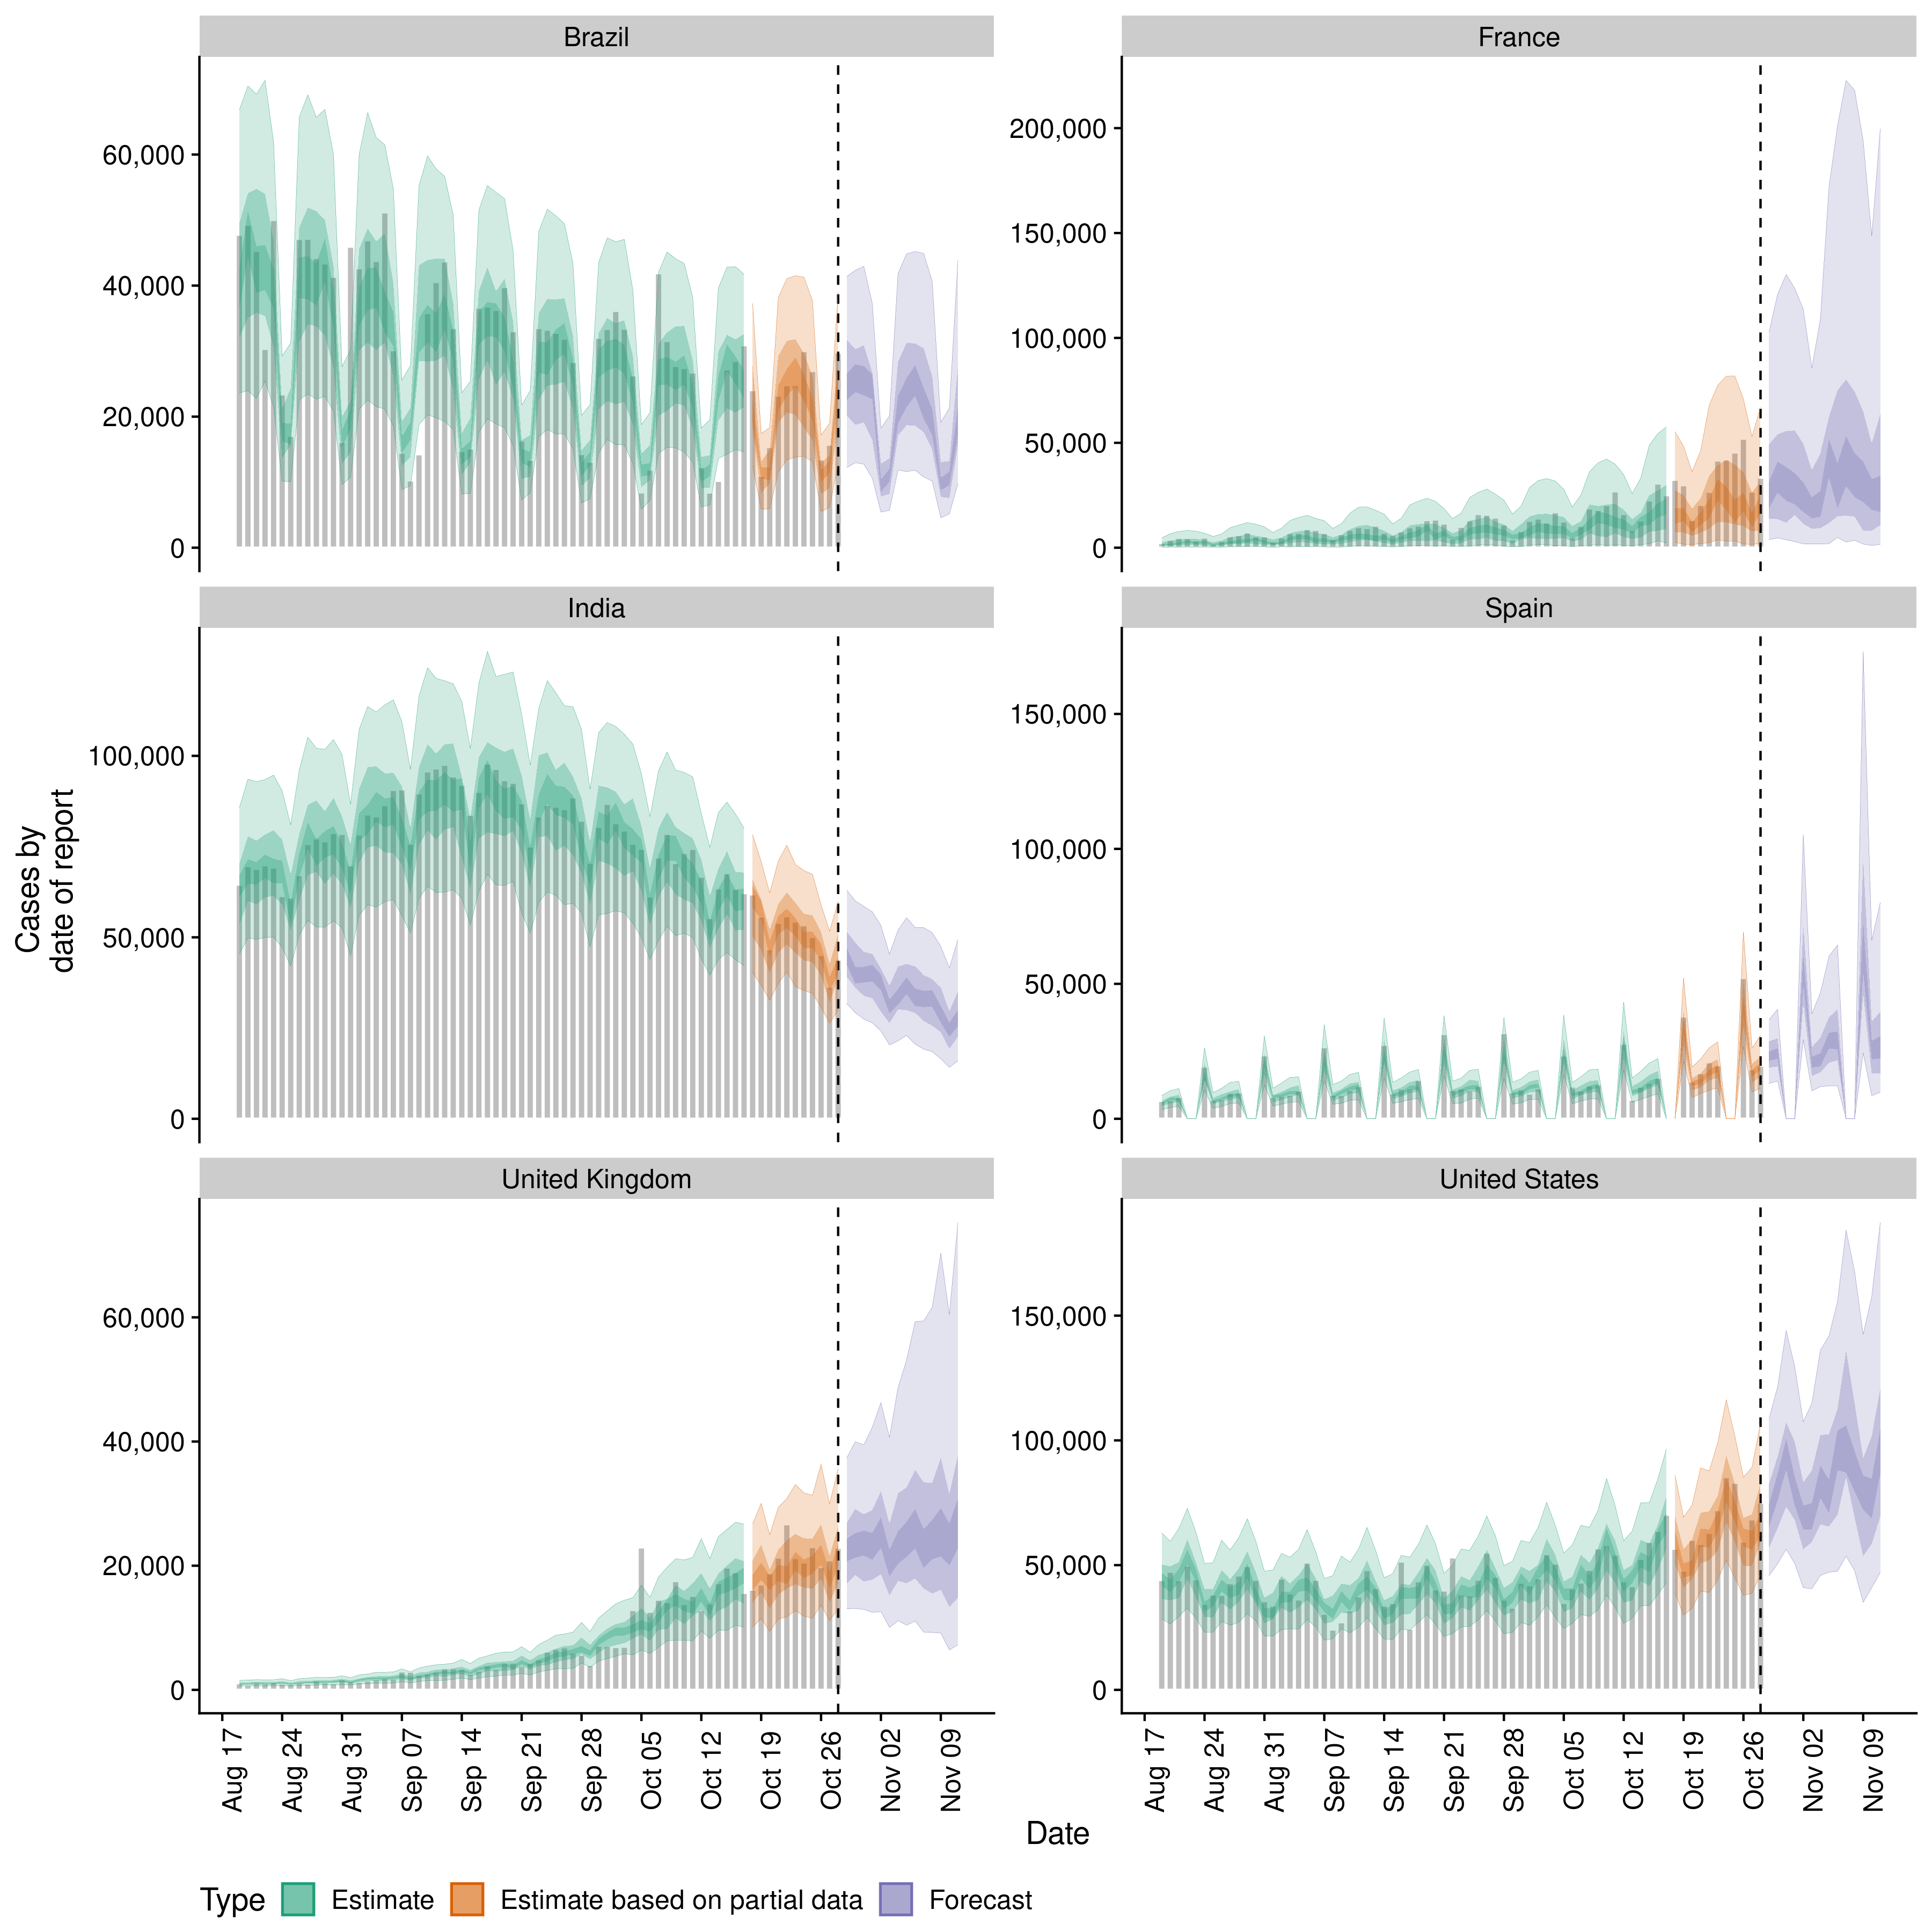 Brazil
France
60,000
40,000
20,000
0
200,000
150,000
100,000
50,000
0
India
Spain
100,000
50,000
0
150,000
100,000
50,000
0
Cases by
date of report
United Kingdom
United States
60,000
40,000
20,000
0
150,000
100,000
50,000
0
Aug 17
Aug 24
Aug 31
Sep 07
Sep 14
Sep 21
Sep 28
Oct 05
Oct 12
Oct 19
Oct 26
Nov 02
Nov 09
Aug 17
Aug 24
Aug 31
Sep 07
Sep 14
Sep 21
Sep 28
Oct 05
Oct 12
Oct 19
Oct 26
Nov 02
Nov 09
Date
Type Estimate Estimate based on partial data Forecast